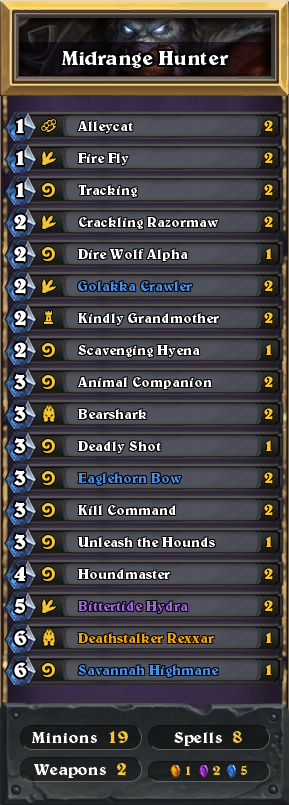 Midrange Hunter
1 Alleycat 2
1 Fire Fly 2
1 Tracking 2
2 Crackling Razormaw 2
2 Dire Wolf Alpha 1
2 Golakka Crawler 2
2 Kindly Grandmother 2
2 Scavenging Hyena 1
3 Animal Companion 2
3 Bearshark 2
3 Deadly Shot 1
3 Eaglehorn Bow 2
3 Kill Command 2
3 Unleash the Hounds 1
4 Houndmaster 2
5 Bittertide Hydra 2
6 Deathstalker Rexxar 1
6 Savannah Highmane 1
Minions 19 Spells 8
Weapons 2 1 2 5